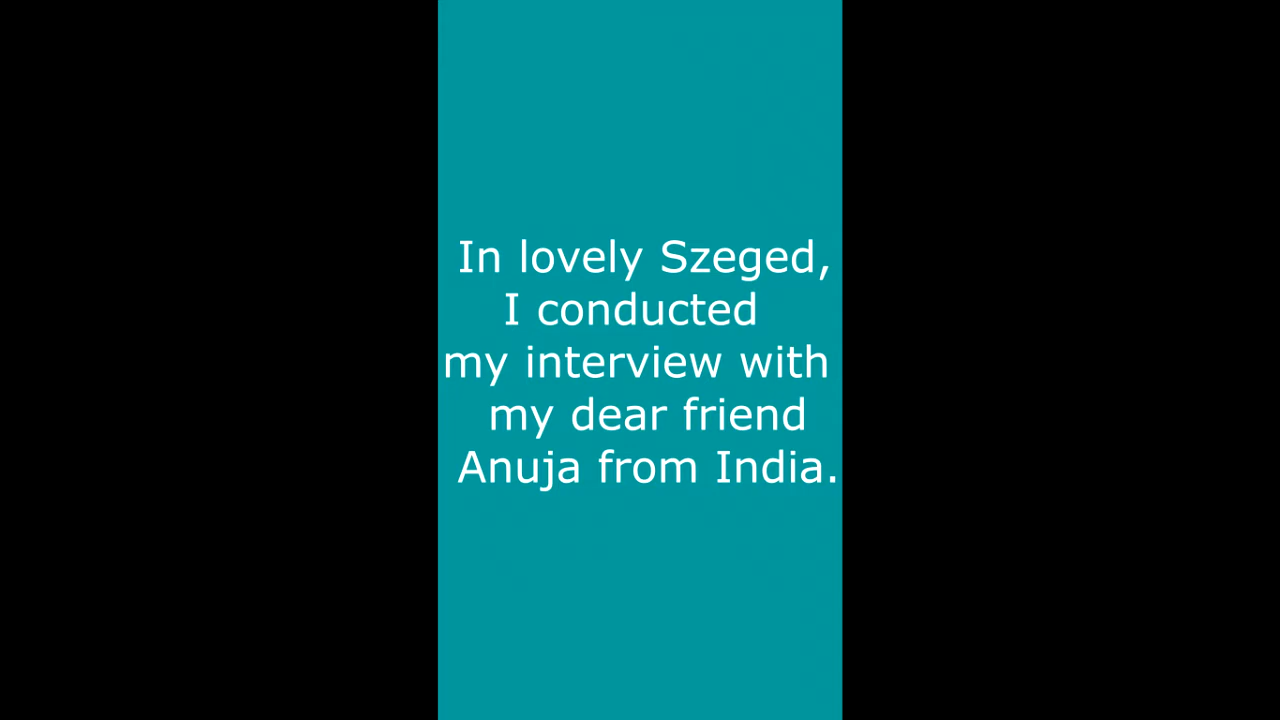 In lovely Szeged,
I conducted
my interview with
my dear friend
Anuja from India.